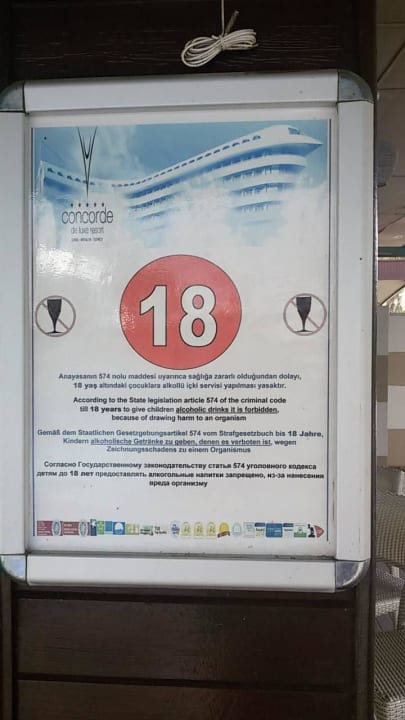 concorde
de luxe resort
18
Anayasanın 574 nolu maddesi uyarınca sağlığa zararlı olduğundan dolayı,
18 yaş altındaki çocuklara alkollü içki servisi yapılması yasaktır.
According to the State legislation article 574 of the criminal code
till 18 years to give children alcoholic drinks it is forbidden,
because of drawing harm to an organism
Gemäß dem Staatlichen Gesetzgebungsartikel 574 vom Strafgesetzbuch bis 18 Jahre,
Kindern alkoholische Getränke zu geben, denen es verboten ist, wegen
Zeichnungsschadens zu einem Organismus
Согласно Государственному законодательству статья 574 уголовного кодекса
детям до 18 лет предоставлять алкогольные напитки запрещено, из-за нанесения
вреда организму